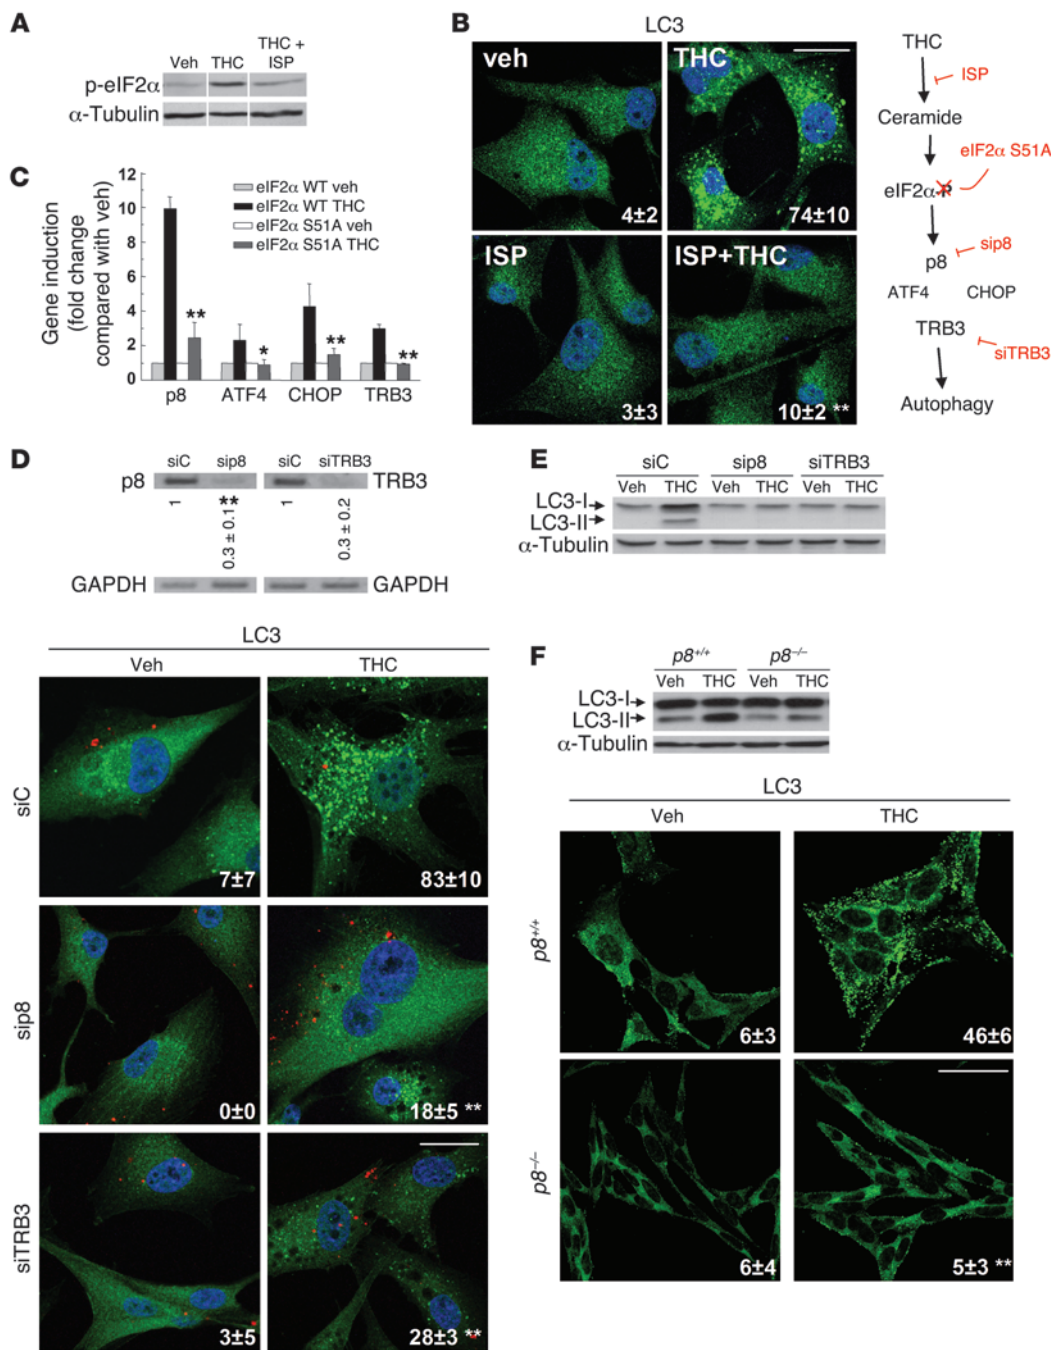 A
Veh THC THC + ISP
p-eIF2α
α-Tubulin
B
LC3
veh
4±2
THC
74±10
ISP
3±3
ISP+THC
10±2 **
THC
ISP
Ceramide
eIF2α S51A
eIF2α-P
sip8
p8
ATF4 CHOP
TRB3
siTRB3
Autophagy
C
Gene induction
(fold change
compared with veh)
12
10
8
6
4
2
0
eIF2α WT veh
eIF2α WT THC
eIF2α S51A veh
eIF2α S51A THC
** * ** **
p8 ATF4 CHOP TRB3
D
siC sip8 siC siTRB3
p8 TRB3
1 0.3 ± 0.1** 1 0.3 ± 0.2
GAPDH GAPDH
LC3
Veh THC
siC
7±7
83±10
sip8
0±0
18±5 **
siTRB3
3±5
28±3 **
E
siC sip8 siTRB3
Veh THC Veh THC Veh THC
LC3-I
LC3-II
α-Tubulin
F
p8+/+ p8-/-
Veh THC Veh THC
LC3-I
LC3-II
α-Tubulin
LC3
Veh THC
p8+/+
6±3
46±6
p8-/-
6±4
5±3 **